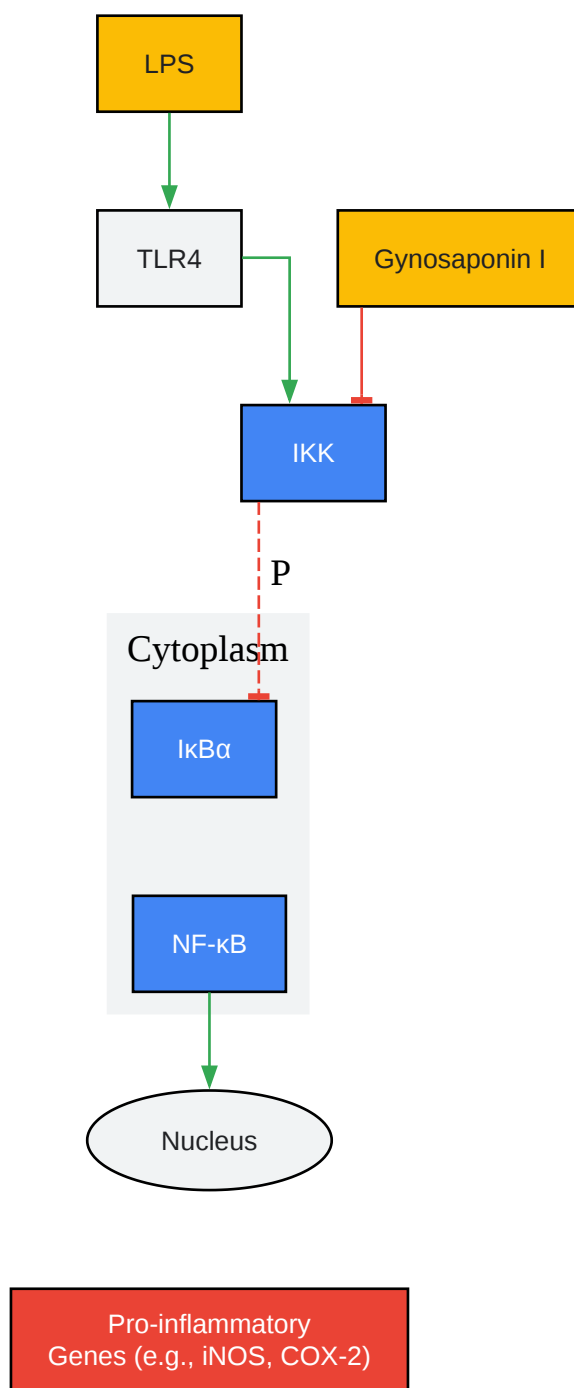 LPS
TLR4
Gynosaponin I
IKK
P
Cytoplasm
IκBα
NF-κB
Nucleus
Pro-inflammatory
Genes (e.g., iNOS, COX-2)